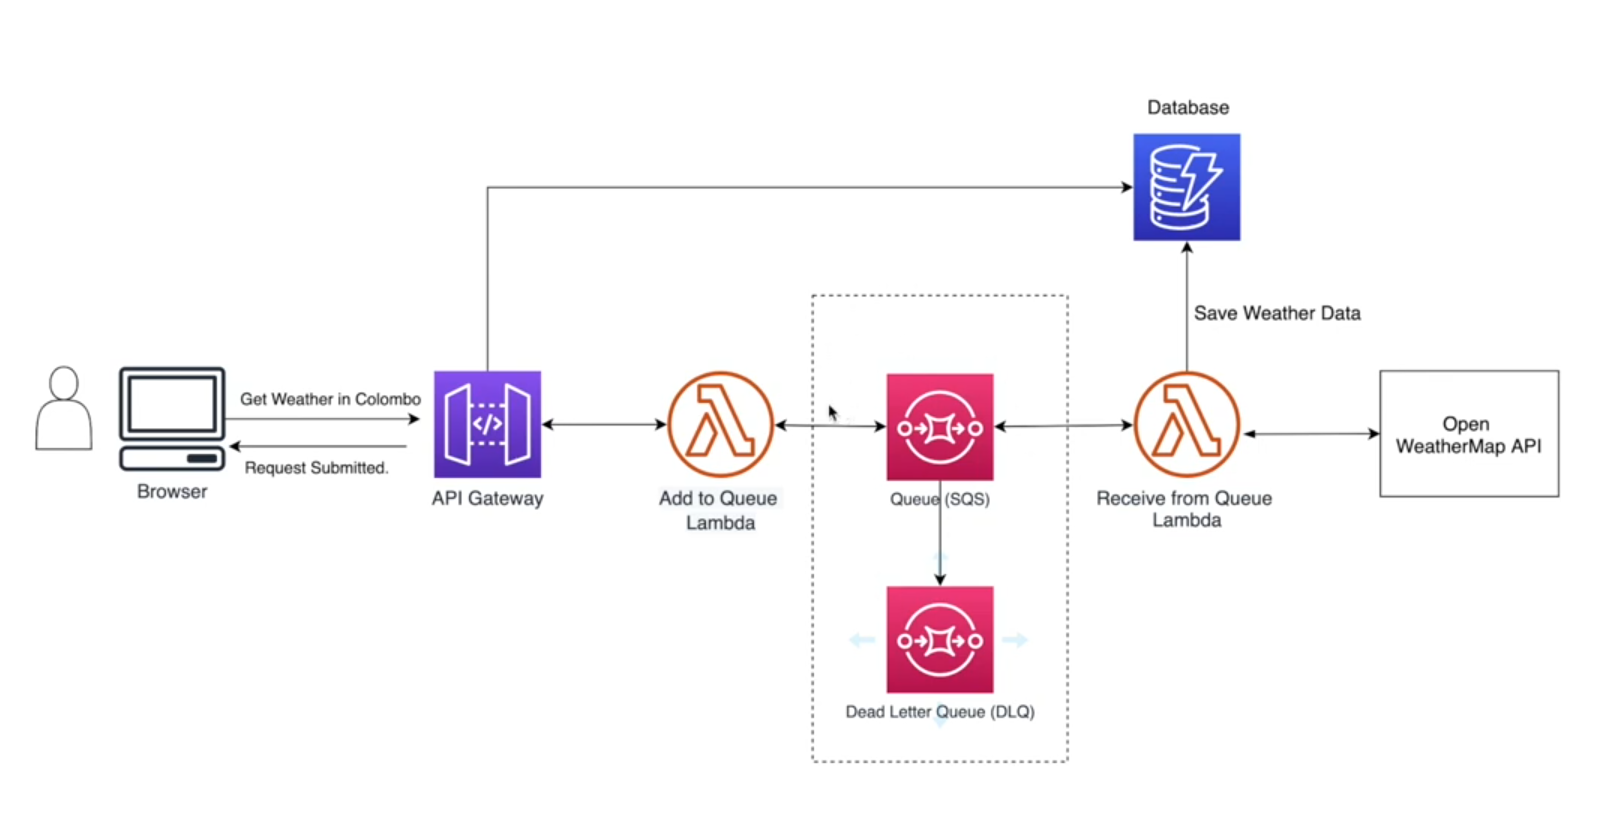 Database
Save Weather Data
Get Weather in Colombo
Request Submitted.
Browser
</>
API Gateway
Add to Queue
Lambda
Queue (SQS)
Receive from Queue
Lambda
Open
WeatherMap API
Dead Letter Queue (DLQ)